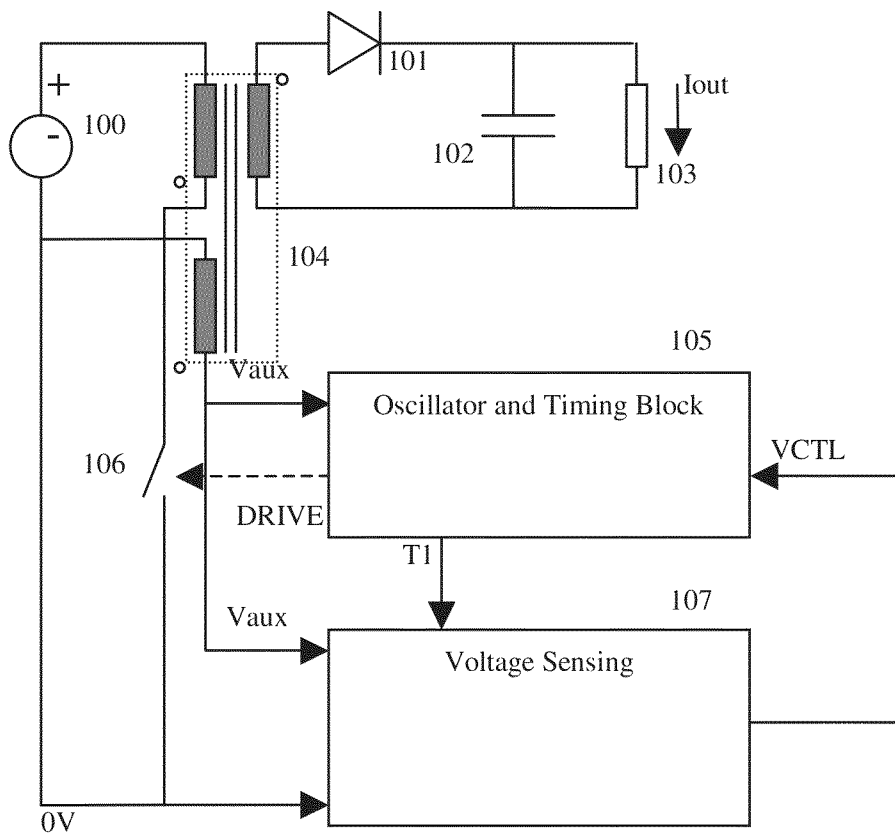 +
-
100
101
102
Iout
103
104
Vaux
105
Oscillator and Timing Block
106
DRIVE
VCTL
T1
107
Vaux
Voltage Sensing
0V